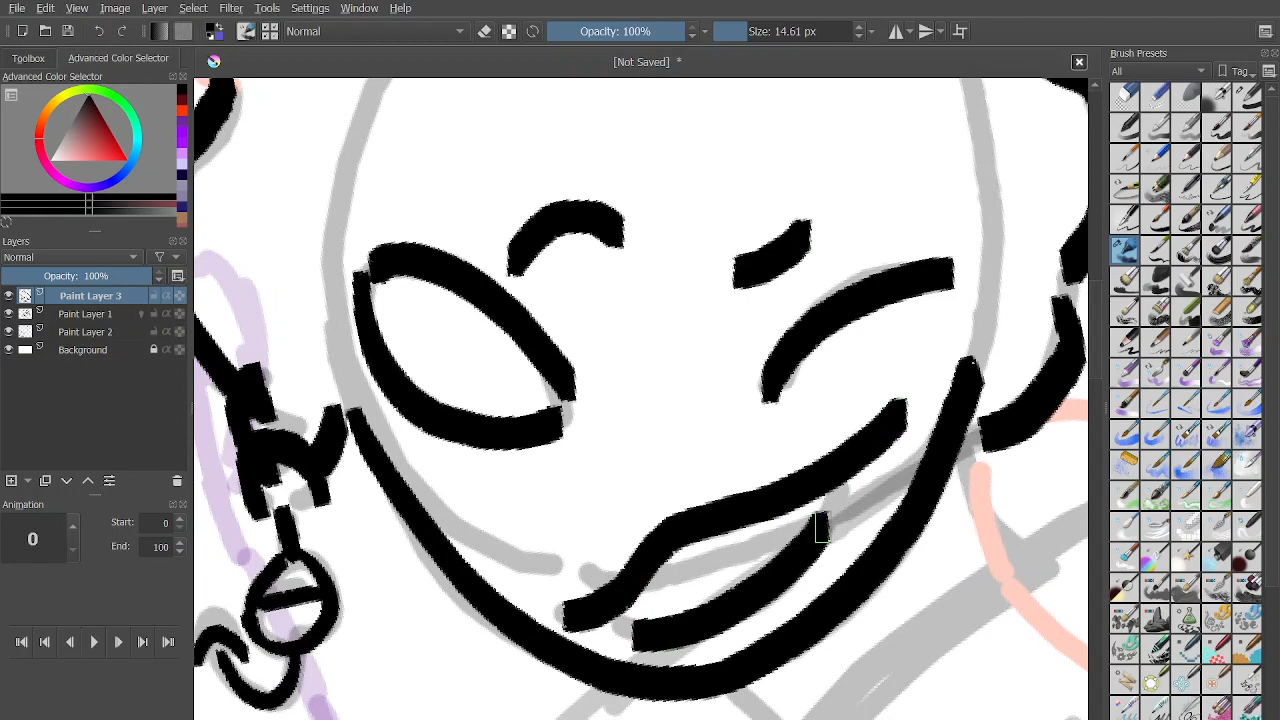 File Edit View Image Layer Select Filter Tools Settings Window Help
Normal Opacity: 100% Size: 14.61 px
[Not Saved] *
Toolbox Advanced Color Selector
Advanced Color Selector
Layers
Normal
Opacity: 100%
Paint Layer 3
Paint Layer 1
Paint Layer 2
Background
Animation
0
Start: 0
End: 100
Brush Presets
All Tag